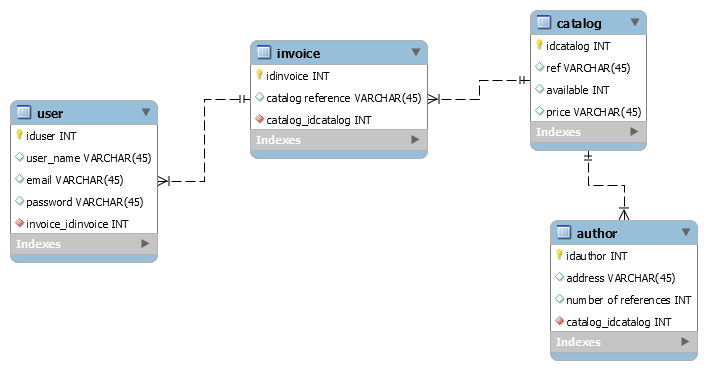 user
iduser INT
user_name VARCHAR(45)
email VARCHAR(45)
password VARCHAR(45)
invoice_idinvoice INT
Indexes
invoice
idinvoice INT
catalog reference VARCHAR(45)
catalog_idcatalog INT
Indexes
catalog
idcatalog INT
ref VARCHAR(45)
available INT
price VARCHAR(45)
Indexes
author
idauthor INT
address VARCHAR(45)
number of references INT
catalog_idcatalog INT
Indexes